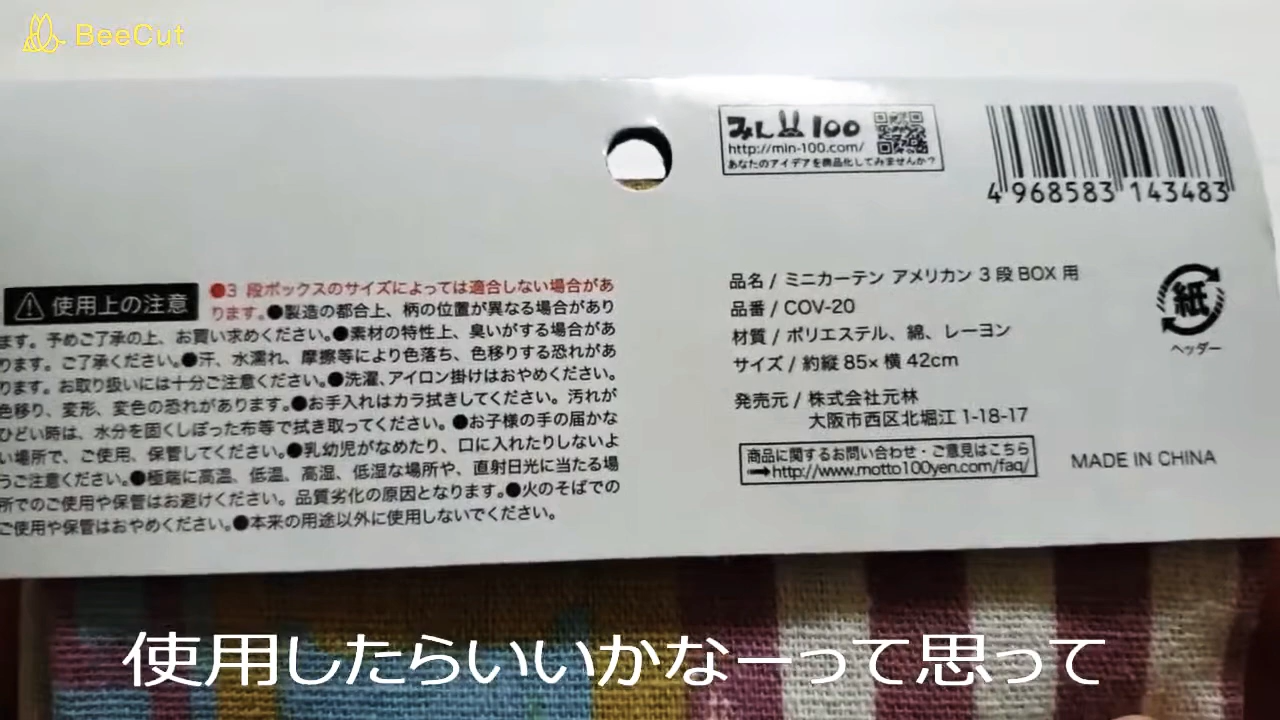 BeeCut
みん100
http://min-100.com/
あなたのアイデアを商品化してみませんか?
4 968583 143483
使用上の注意
●3 段ボックスのサイズによっては適合しない場合があ
ります。●製造の都合上、柄の位置が異なる場合があり
ます。予めご了承の上、お買い求めください。●素材の特性上、臭いがする場合があ
ります。ご了承ください。●汗、水濡れ、摩擦等により色落ち、色移りする恐れがあ
ります。お取り扱いには十分ご注意ください。●洗濯、アイロン掛けはおやめください。
色移り、変形、変色の恐れがあります。●お手入れはカラ拭きしてください。汚れが
ひどい時は、水分を固くしぼった布等で拭き取ってください。●お子様の手の届かな
い場所で、ご使用、保管してください。●乳幼児がなめたり、口に入れたりしないよ
うご注意ください。●極端に高温、低温、高湿、低湿な場所や、直射日光に当たる場
所でのご使用や保管はお避けください。品質劣化の原因となります。●火のそばでの
ご使用や保管はおやめください。●本来の用途以外に使用しないでください。
品名 / ミニカーテン アメリカン 3 段 BOX 用
品番 / COV-20
材質 / ポリエステル、綿、レーヨン
サイズ / 約縦 85× 横 42cm
発売元 / 株式会社元林
大阪市西区北堀江 1-18-17
商品に関するお問い合わせ・ご意見はこちら
➡http://www.motto100yen.com/faq/
紙
ヘッダー
MADE IN CHINA
使用したらいいかなーって思って